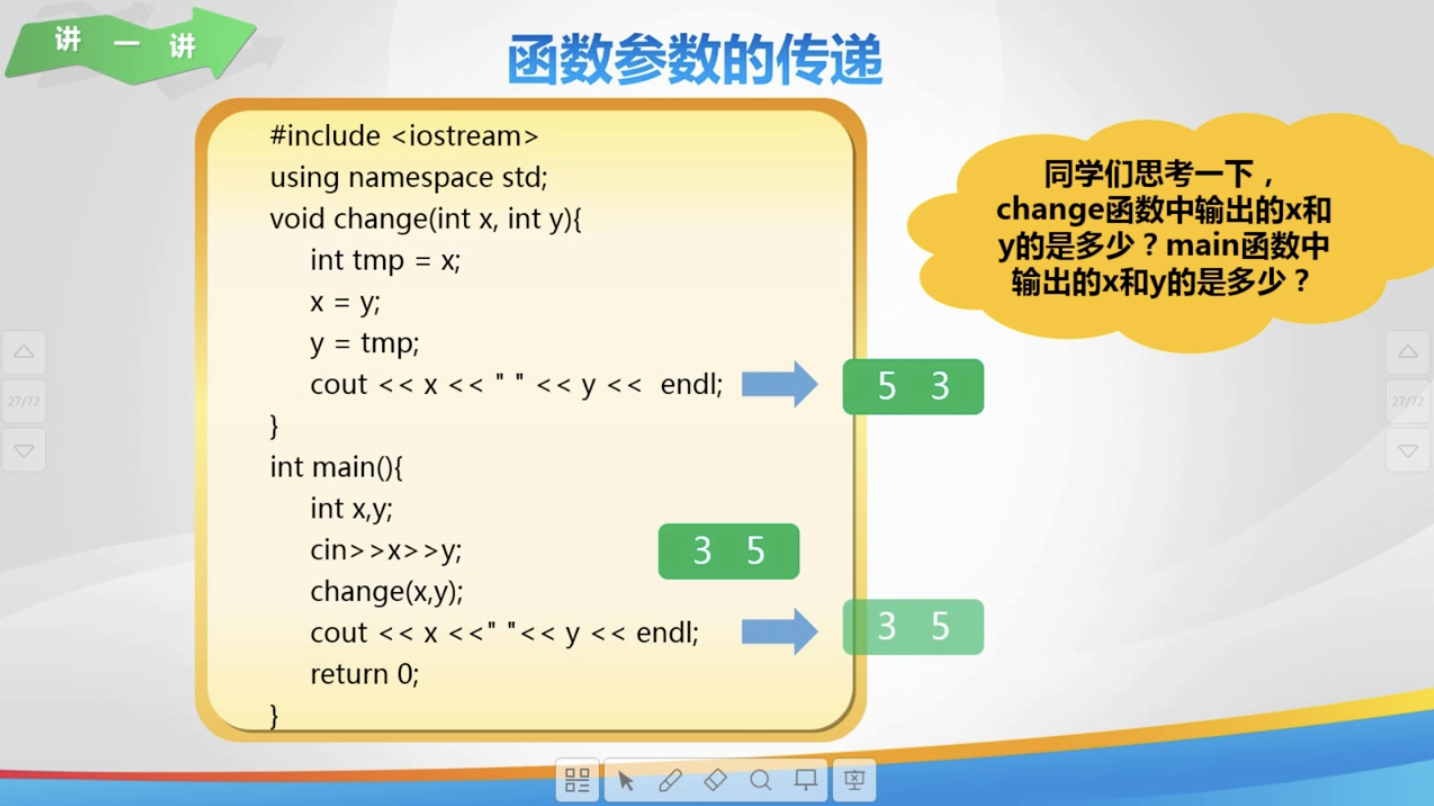 讲 一 讲
函数参数的传递
#include <iostream>
using namespace std;
void change(int x, int y){
int tmp = x;
x = y;
y = tmp;
cout << x << " " << y <<  endl;
5 3
}
int main(){
int x,y;
cin>>x>>y;
3 5
change(x,y);
cout << x <<" "<< y << endl;
3 5
return 0;
}
同学们思考一下，
change函数中输出的x和
y的是多少？main函数中
输出的x和y的是多少？
27/72
27/72